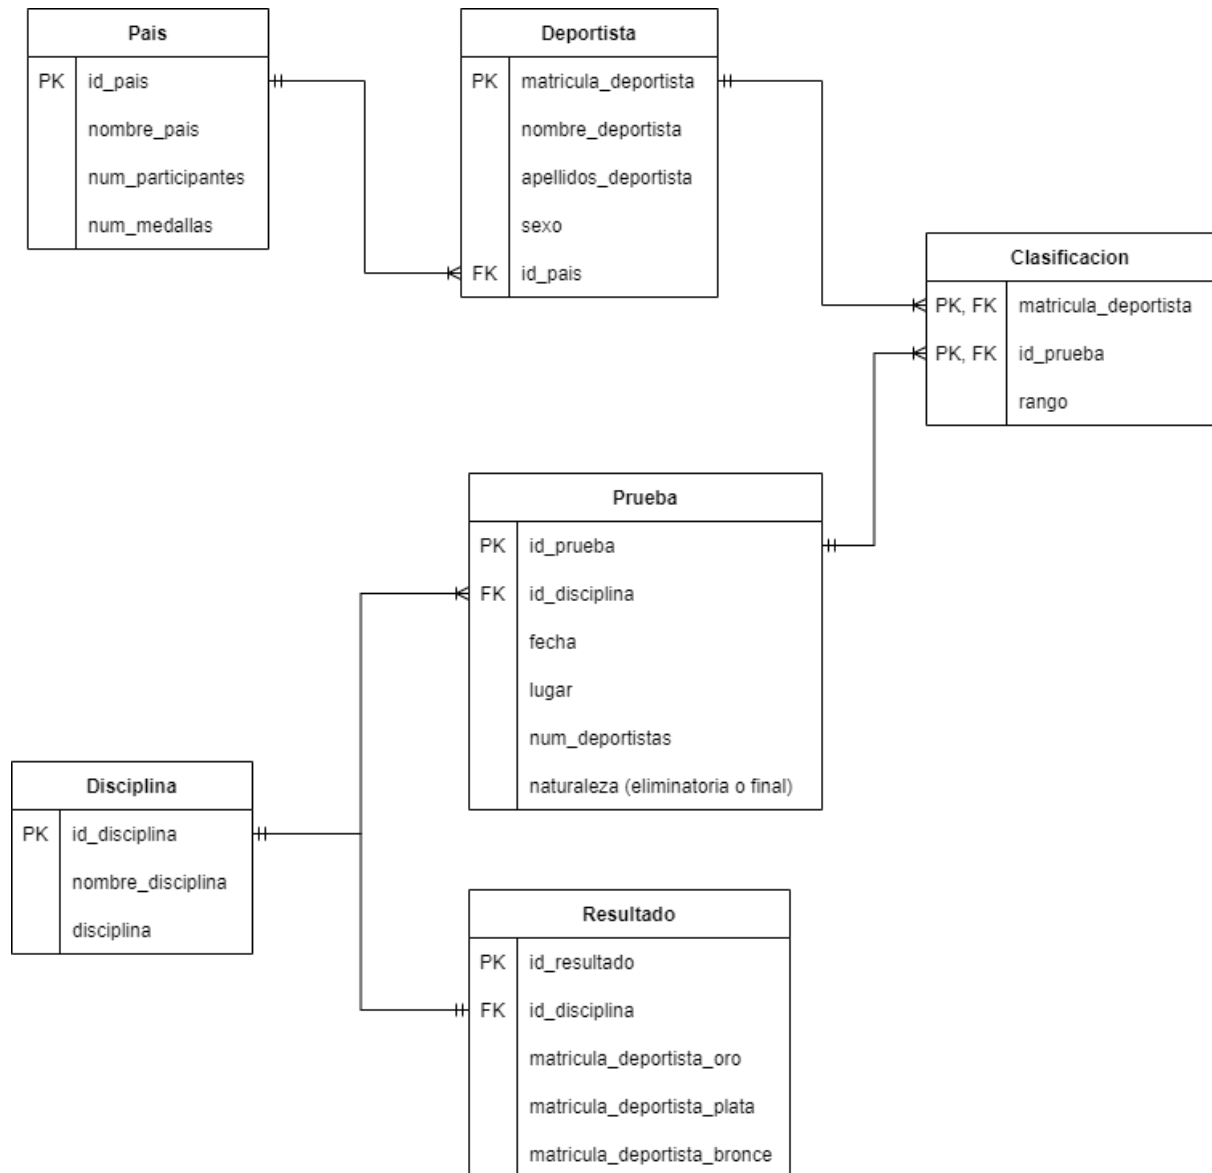 Pais
PK id_pais
nombre_pais
num_participantes
num_medallas
Deportista
PK matricula_deportista
nombre_deportista
apellidos_deportista
sexo
FK id_pais
Clasificacion
PK, FK matricula_deportista
PK, FK id_prueba
rango
Prueba
PK id_prueba
FK id_disciplina
fecha
lugar
num_deportistas
naturaleza (eliminatoria o final)
Disciplina
PK id_disciplina
nombre_disciplina
disciplina
Resultado
PK id_resultado
FK id_disciplina
matricula_deportista_oro
matricula_deportista_plata
matricula_deportista_bronce